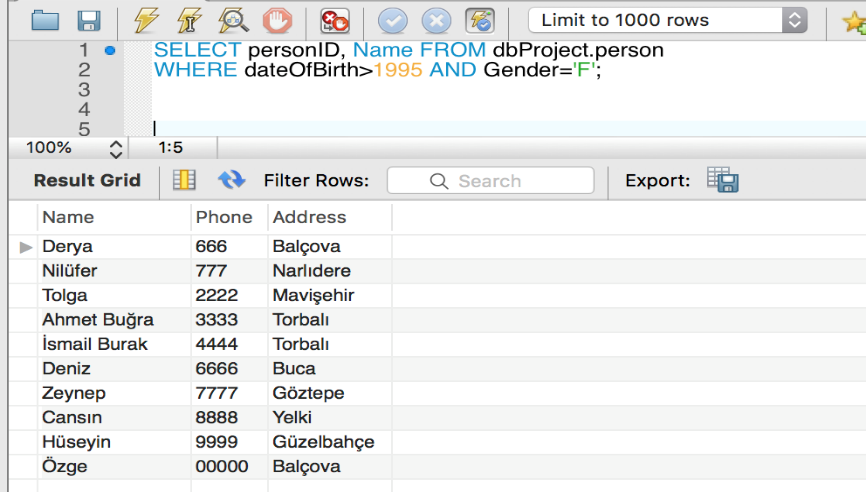 Limit to 1000 rows
1 SELECT personID, Name FROM dbProject.person
2 WHERE dateOfBirth>1995 AND Gender='F';
3
4
5
100% 1:5
Result Grid Filter Rows: Search Export:
Name Phone Address
Derya 666 Balçova
Nilüfer 777 Narlıdere
Tolga 2222 Mavişehir
Ahmet Buğra 3333 Torbalı
İsmail Burak 4444 Torbalı
Deniz 6666 Buca
Zeynep 7777 Göztepe
Cansın 8888 Yelki
Hüseyin 9999 Güzelbahçe
Özge 00000 Balçova